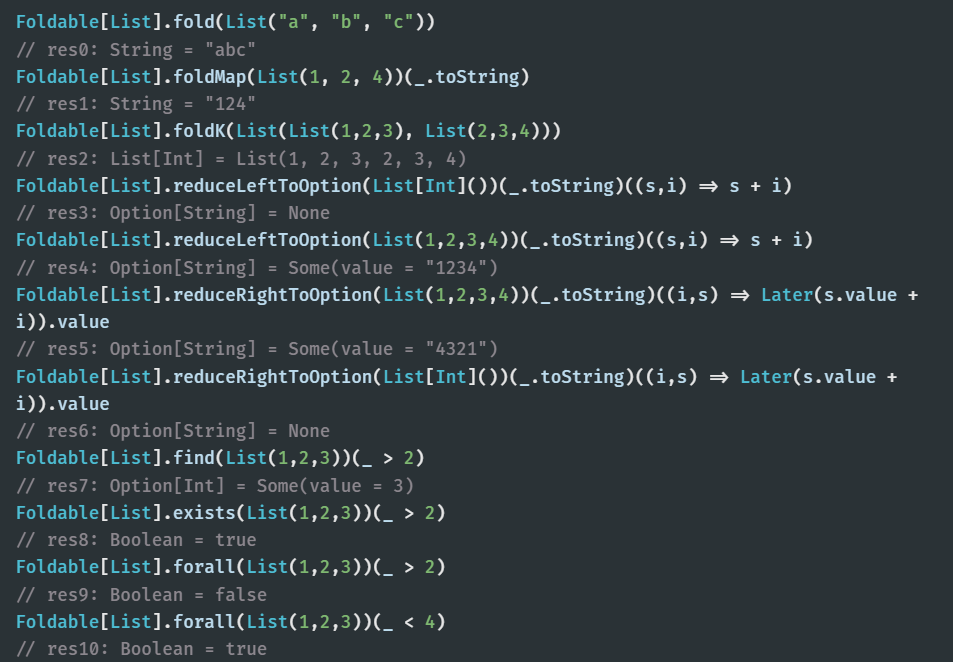 Foldable[List].fold(List("a", "b", "c"))
// res0: String = "abc"
Foldable[List].foldMap(List(1, 2, 4))(_.toString)
// res1: String = "124"
Foldable[List].foldK(List(List(1,2,3), List(2,3,4)))
// res2: List[Int] = List(1, 2, 3, 2, 3, 4)
Foldable[List].reduceLeftToOption(List[Int]())(_.toString)((s,i) => s + i)
// res3: Option[String] = None
Foldable[List].reduceLeftToOption(List(1,2,3,4))(_.toString)((s,i) => s + i)
// res4: Option[String] = Some(value = "1234")
Foldable[List].reduceRightToOption(List(1,2,3,4))(_.toString)((i,s) => Later(s.value +
i)).value
// res5: Option[String] = Some(value = "4321")
Foldable[List].reduceRightToOption(List[Int]())(_.toString)((i,s) => Later(s.value +
i)).value
// res6: Option[String] = None
Foldable[List].find(List(1,2,3))(_ > 2)
// res7: Option[Int] = Some(value = 3)
Foldable[List].exists(List(1,2,3))(_ > 2)
// res8: Boolean = true
Foldable[List].forall(List(1,2,3))(_ > 2)
// res9: Boolean = false
Foldable[List].forall(List(1,2,3))(_ < 4)
// res10: Boolean = true